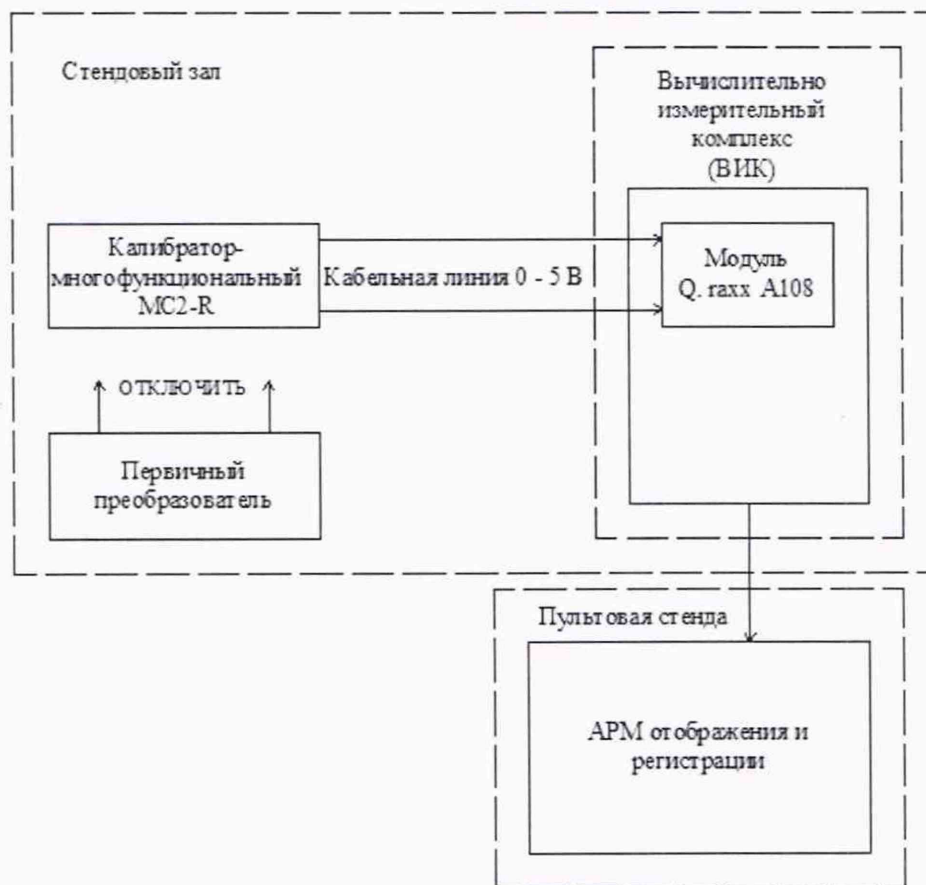 Стендовый зал
Вычислительно
измерительный
комплекс
(ВИК)
Калибратор-
многофункциональный
МС2-R
Кабельная линия 0 - 5 В
Модуль
Q. raxx A108
ОТКЛЮЧИТЬ
Первичный
преобразователь
Пультовая стенда
АРМ отображения и
регистрации